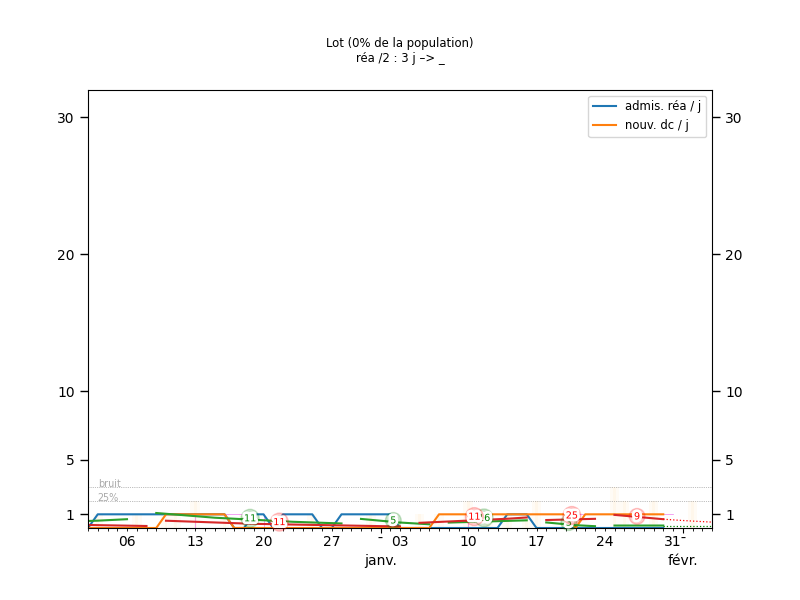 Lot (0% de la population)
réa /2 : 3 j –> _
30 30
admis. réa / j
nouv. dc / j
20 20
10 10
5 5
bruit
25%
1 1
11 11 5 11 6 25 9
06 13 20 27 03 10 17 24 31
janv. févr.